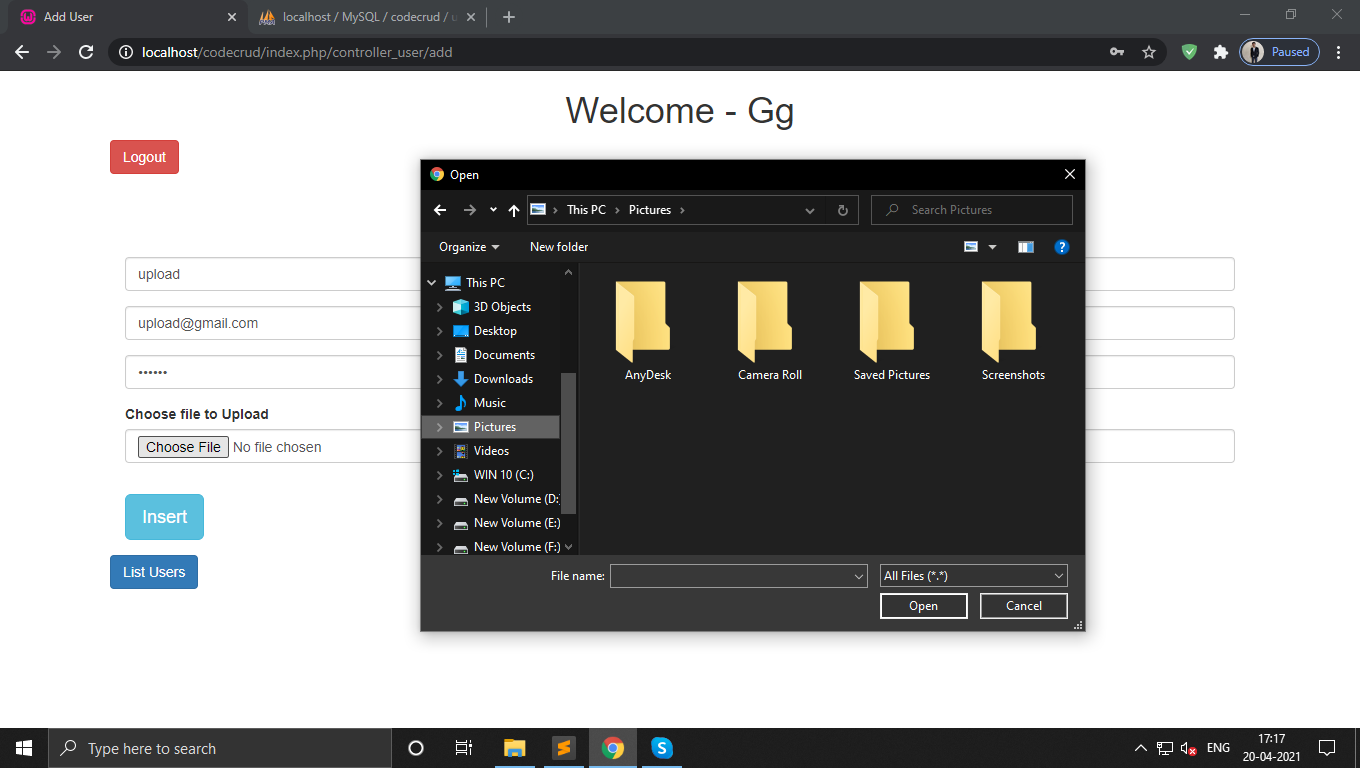 Add User
localhost / MySQL / codecrud / u
localhost/codecrud/index.php/controller_user/add
Paused
Welcome - Gg
Logout
Open
This PC
Pictures
Search Pictures
Organize
New folder
upload
upload@gmail.com
••••••
Choose file to Upload
Choose File No file chosen
Insert
List Users
This PC
3D Objects
Desktop
Documents
Downloads
Music
Pictures
Videos
WIN 10 (C:)
New Volume (D:
New Volume (E:)
New Volume (F:)
AnyDesk
Camera Roll
Saved Pictures
Screenshots
File name:
All Files (*.*)
Open
Cancel
Type here to search
ENG
17:17
20-04-2021